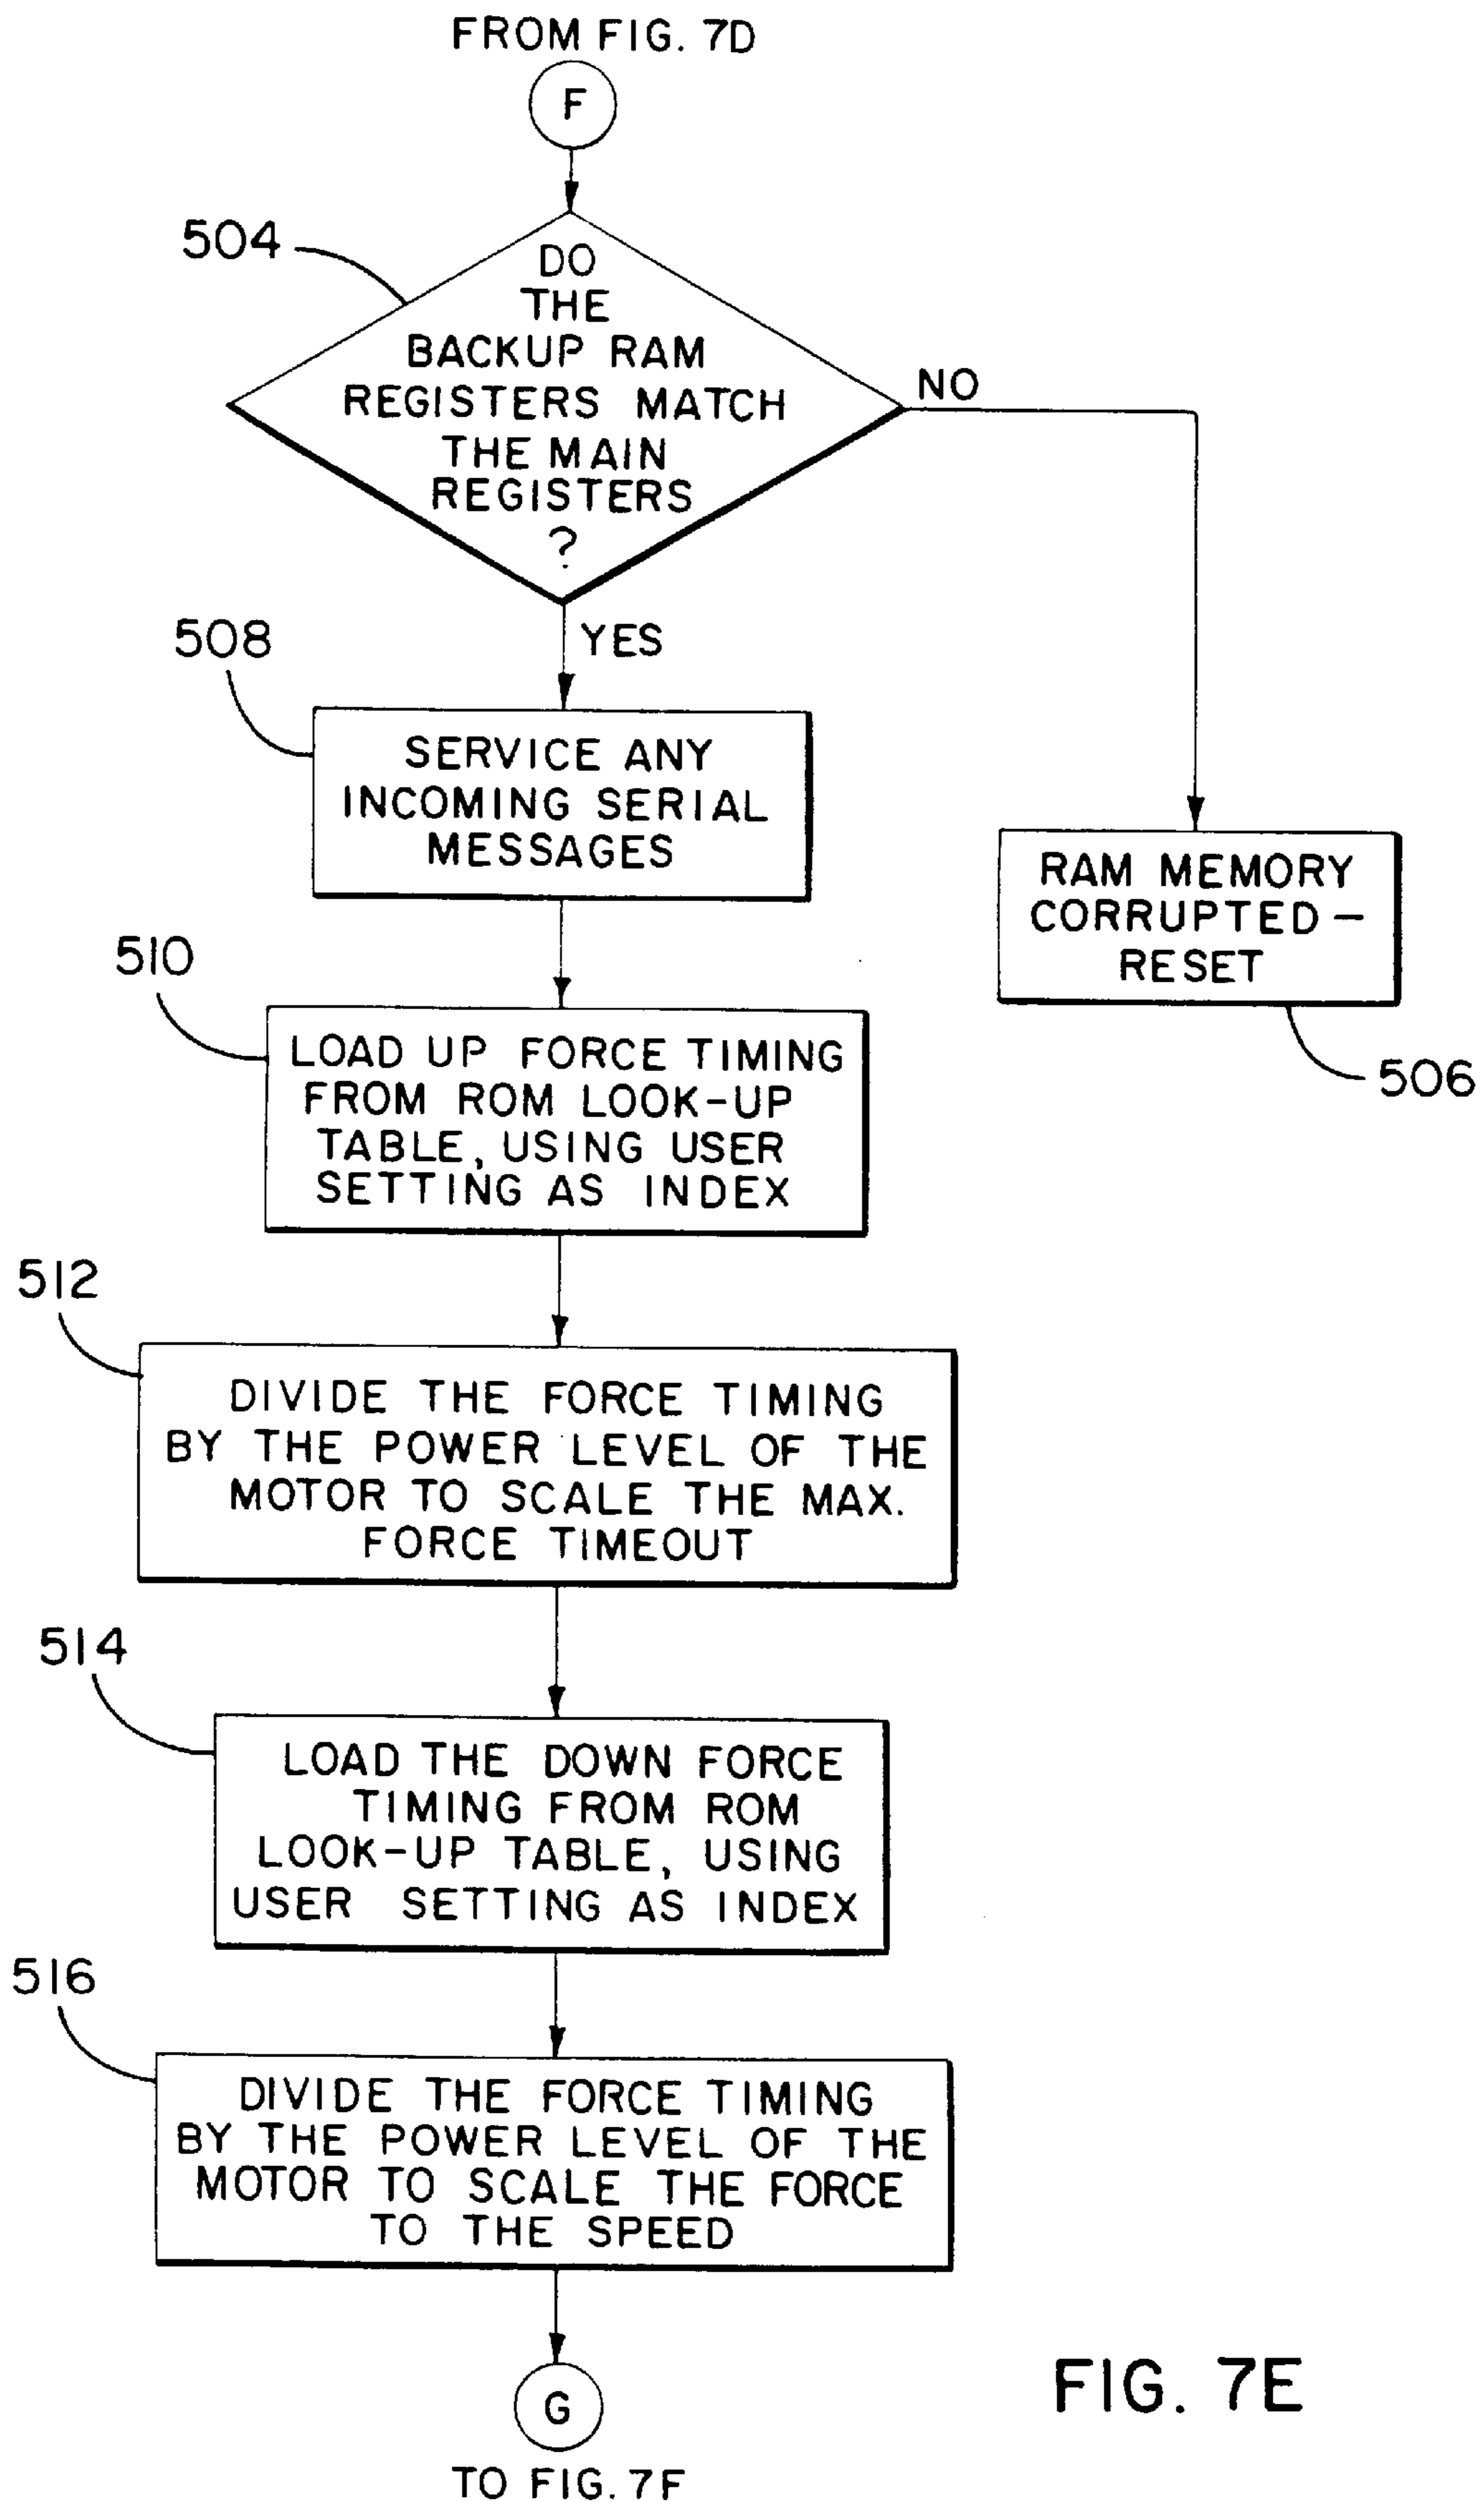 FROM FIG. 7D
F
504
DO
THE
BACKUP RAM
REGISTERS MATCH
THE MAIN
REGISTERS
?
NO
YES
508
SERVICE ANY
INCOMING SERIAL
MESSAGES
RAM MEMORY
CORRUPTED—
RESET
506
510
LOAD UP FORCE TIMING
FROM ROM LOOK-UP
TABLE, USING USER
SETTING AS INDEX
512
DIVIDE THE FORCE TIMING
BY THE POWER LEVEL OF THE
MOTOR TO SCALE THE MAX.
FORCE TIMEOUT
514
LOAD THE DOWN FORCE
TIMING FROM ROM
LOOK-UP TABLE, USING
USER SETTING AS INDEX
516
DIVIDE THE FORCE TIMING
BY THE POWER LEVEL OF THE
MOTOR TO SCALE THE FORCE
TO THE SPEED
G
TO FIG. 7F
FIG. 7E